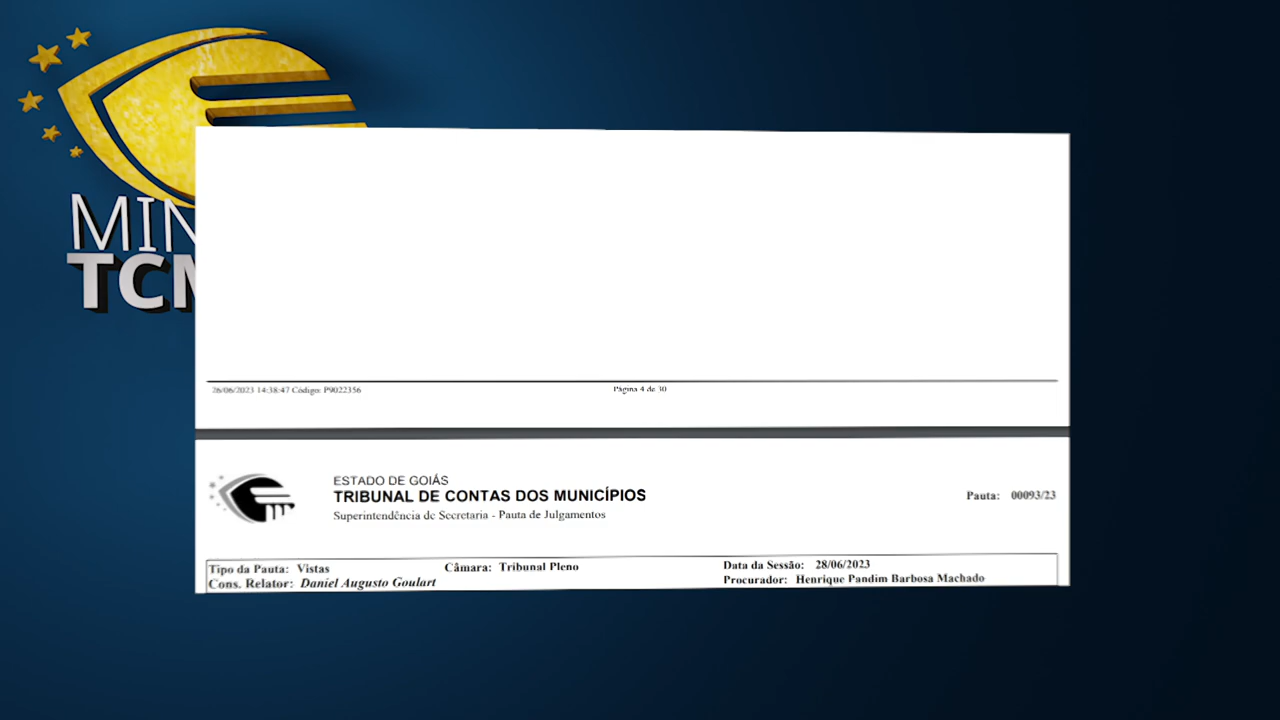 MIN
TCM
26/06/2023 14:38:47 Código: P9022356
Página 4 de 30
ESTADO DE GOIÁS
TRIBUNAL DE CONTAS DOS MUNICÍPIOS
Superintendência de Secretaria - Pauta de Julgamentos
Pauta: 00093/23
Tipo da Pauta: Vistas
Câmara: Tribunal Pleno
Data da Sessão: 28/06/2023
Cons. Relator: Daniel Augusto Goulart
Procurador: Henrique Pandim Barbosa Machado